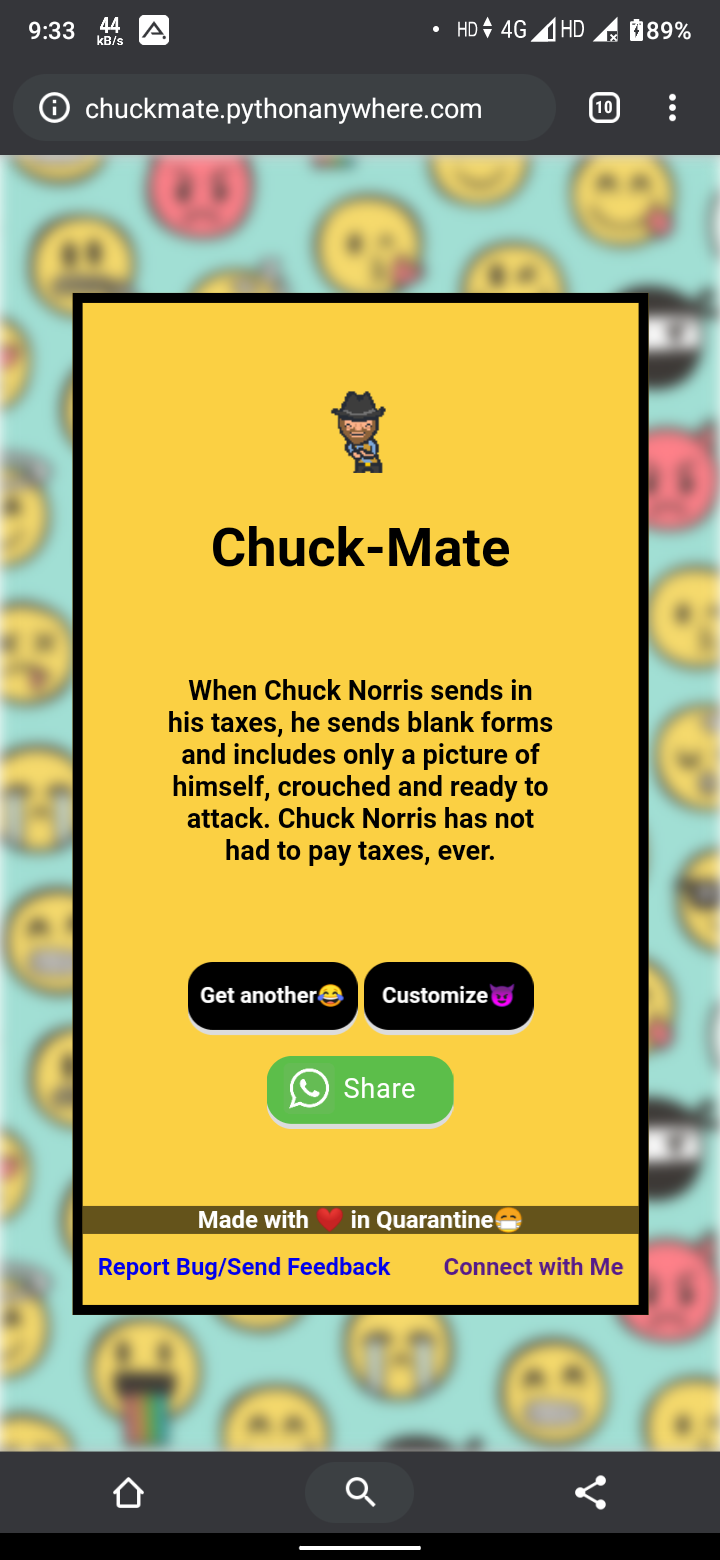 9:33 44 kB/s HD 4G HD 89%
chuckmate.pythonanywhere.com 10
Chuck-Mate
When Chuck Norris sends in
his taxes, he sends blank forms
and includes only a picture of
himself, crouched and ready to
attack. Chuck Norris has not
had to pay taxes, ever.
Get another😂 Customize😈
Share
Made with ❤️ in Quarantine😷
Report Bug/Send Feedback Connect with Me